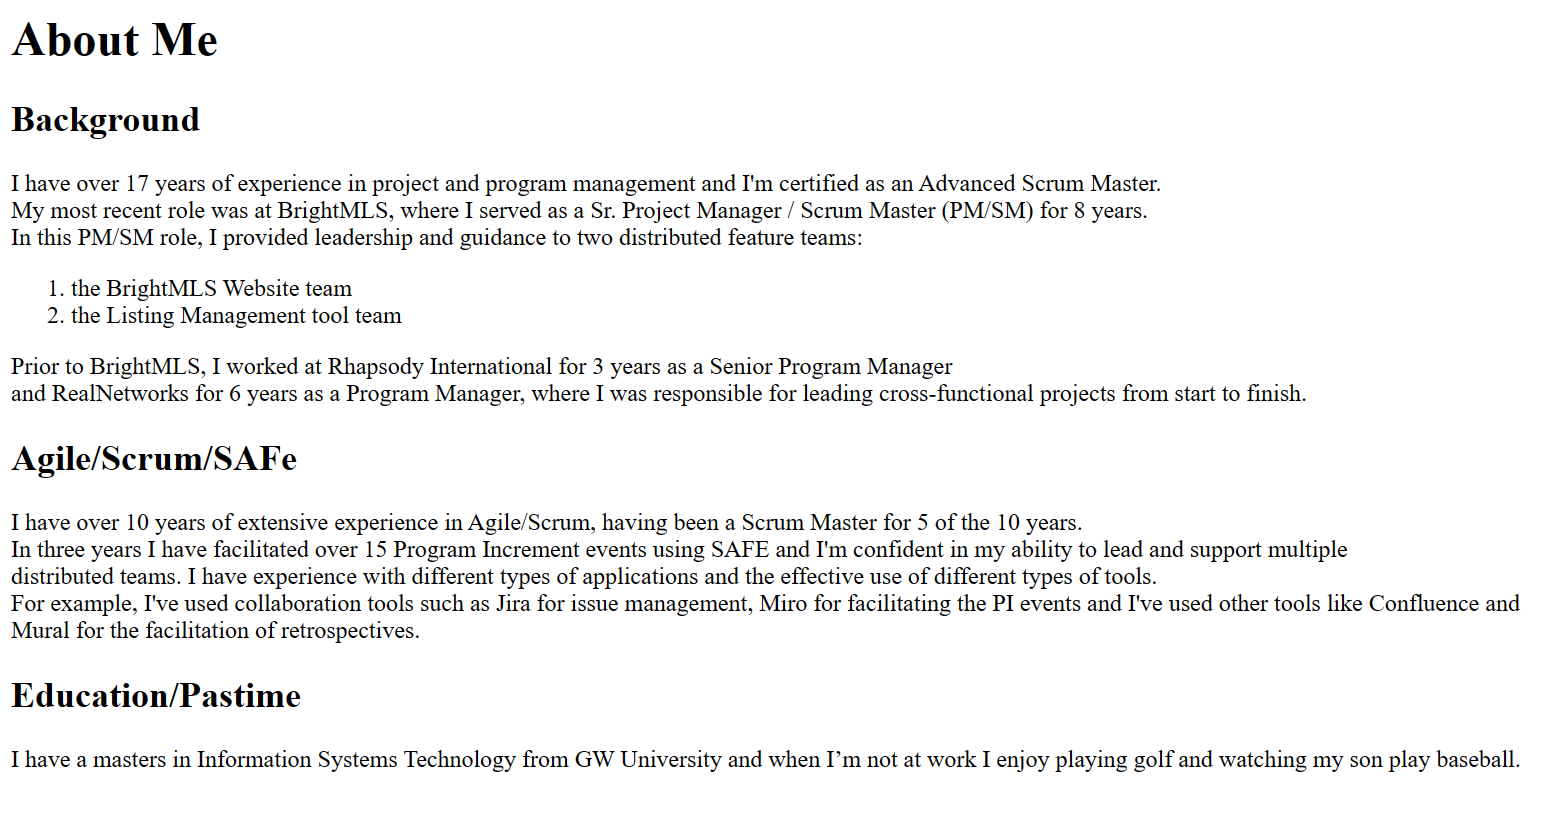 About Me
Background
I have over 17 years of experience in project and program management and I'm certified as an Advanced Scrum Master.
My most recent role was at BrightMLS, where I served as a Sr. Project Manager / Scrum Master (PM/SM) for 8 years.
In this PM/SM role, I provided leadership and guidance to two distributed feature teams:
1. the BrightMLS Website team
2. the Listing Management tool team
Prior to BrightMLS, I worked at Rhapsody International for 3 years as a Senior Program Manager
and RealNetworks for 6 years as a Program Manager, where I was responsible for leading cross-functional projects from start to finish.
Agile/Scrum/SAFe
I have over 10 years of extensive experience in Agile/Scrum, having been a Scrum Master for 5 of the 10 years.
In three years I have facilitated over 15 Program Increment events using SAFE and I'm confident in my ability to lead and support multiple
distributed teams. I have experience with different types of applications and the effective use of different types of tools.
For example, I've used collaboration tools such as Jira for issue management, Miro for facilitating the PI events and I've used other tools like Confluence and
Mural for the facilitation of retrospectives.
Education/Pastime
I have a masters in Information Systems Technology from GW University and when I’m not at work I enjoy playing golf and watching my son play baseball.